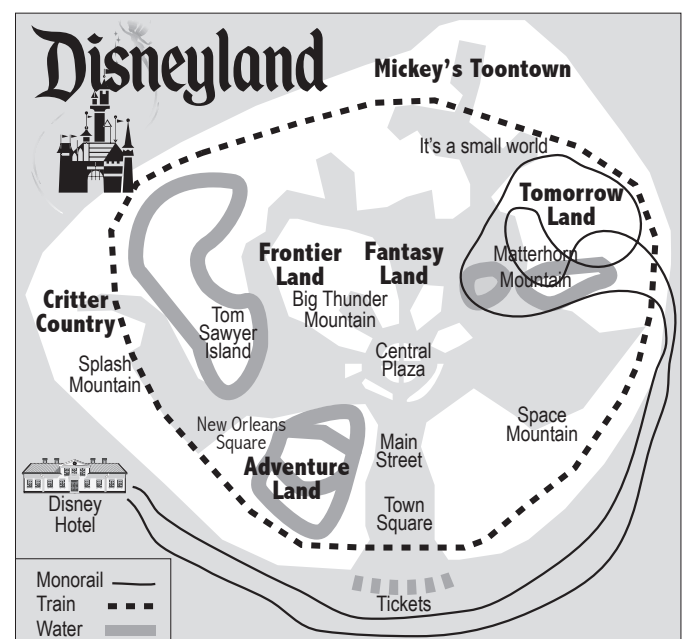 Disneyland
Mickey's Toontown
It's a small world
Tomorrow
Land
Matterhorn
Mountain
Frontier
Land
Fantasy
Land
Big Thunder
Mountain
Critter
Country
Tom
Sawyer
Island
Splash
Mountain
Central
Plaza
New Orleans
Square
Adventure
Land
Main
Street
Space
Mountain
Town
Square
Disney
Hotel
Tickets
Monorail
Train
Water